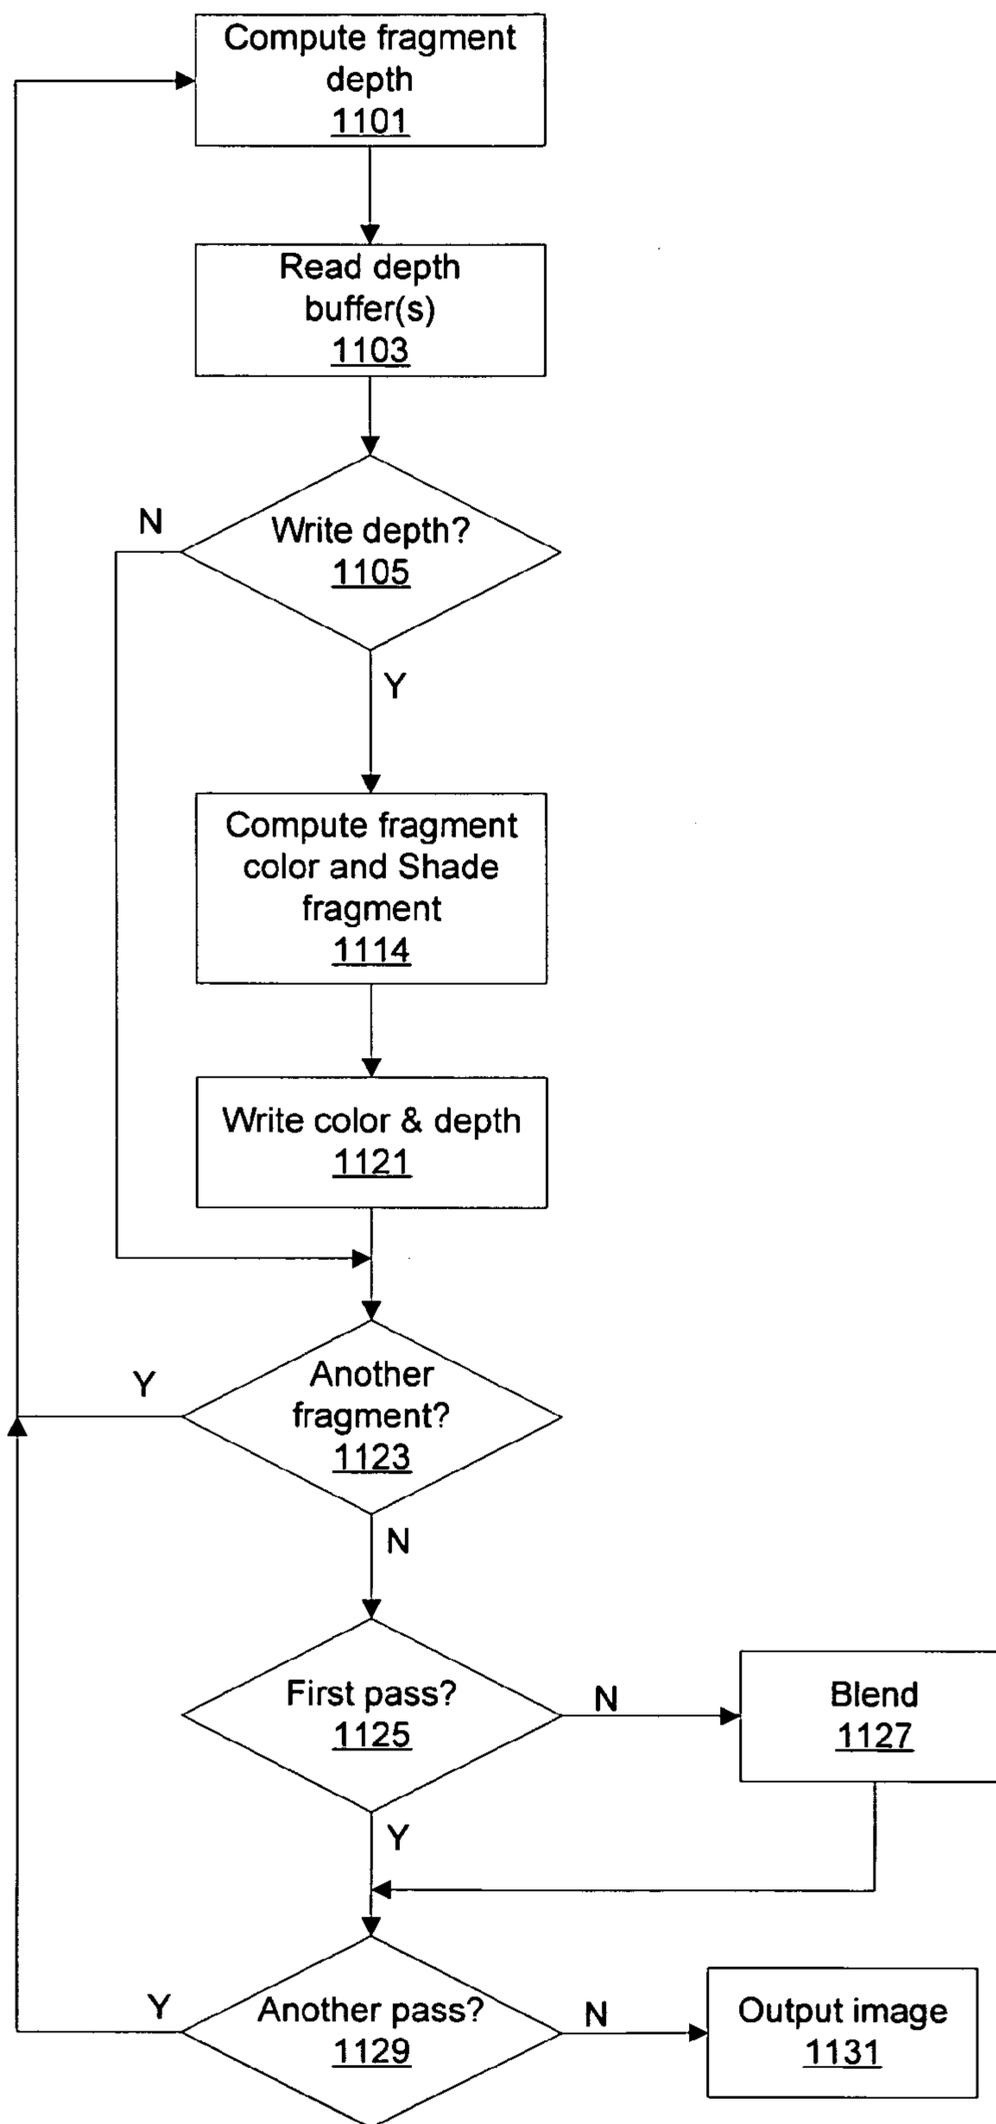 Compute fragment
depth
1101
Read depth
buffer(s)
1103
N
Write depth?
1105
Y
Compute fragment
color and Shade
fragment
1114
Write color & depth
1121
Y
Another
fragment?
1123
N
First pass?
1125
N
Blend
1127
Y
Y
Another pass?
1129
N
Output image
1131